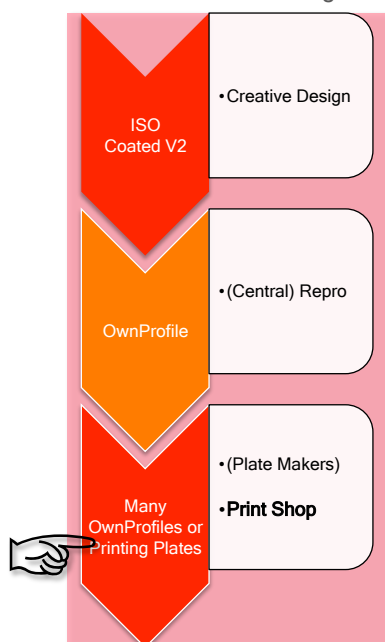 ISO
Coated V2
•Creative Design
OwnProfile
•(Central) Repro
Many
OwnProfiles or
Printing Plates
•(Plate Makers)
•Print Shop